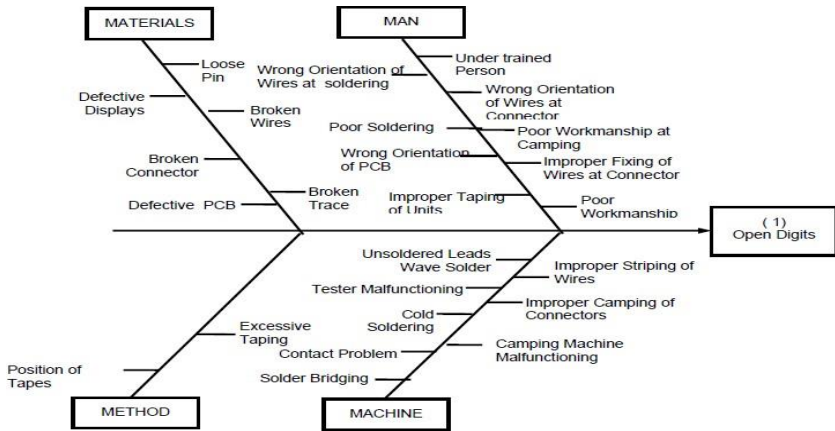 MATERIALS
MAN
Loose
Pin
Defective
Displays
Broken
Wires
Broken
Connector
Broken
Trace
Defective PCB
Under trained
Person
Wrong Orientation of
Wires at soldering
Wrong Orientation
of Wires at
Connector
Poor Soldering
Poor Workmanship at
Camping
Wrong Orientation
of PCB
Improper Fixing of
Wires at Connector
Improper Taping
of Units
Poor
Workmanship
( 1)
Open Digits
Unsoldered Leads
Wave Solder
Improper Striping of
Wires
Tester Malfunctioning
Improper Camping of
Connectors
Cold
Soldering
Camping Machine
Malfunctioning
Contact Problem
Solder Bridging
Excessive
Taping
Position of
Tapes
METHOD
MACHINE